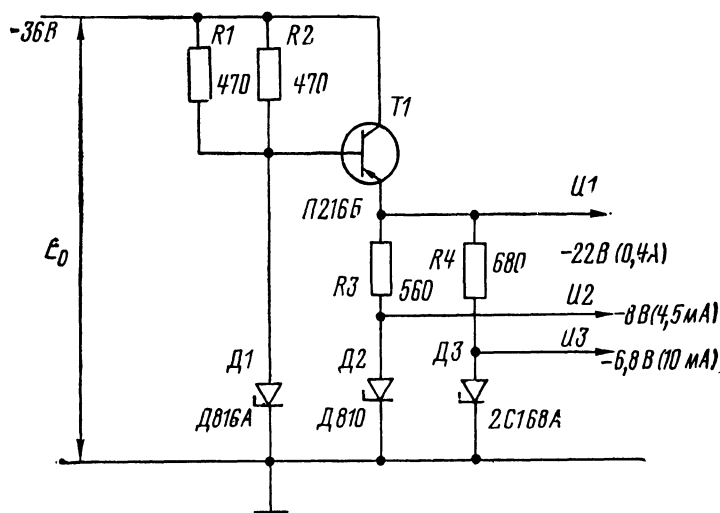 -36В
R1
R2
470
470
T1
П216Б
U1
E₀
R3
560
R4
680
-22В (0,4А)
U2
-8В(4,5мА)
U3
-6,8В(10 мА)
Д1
Д2
Д3
Д816А
Д810
2С168А